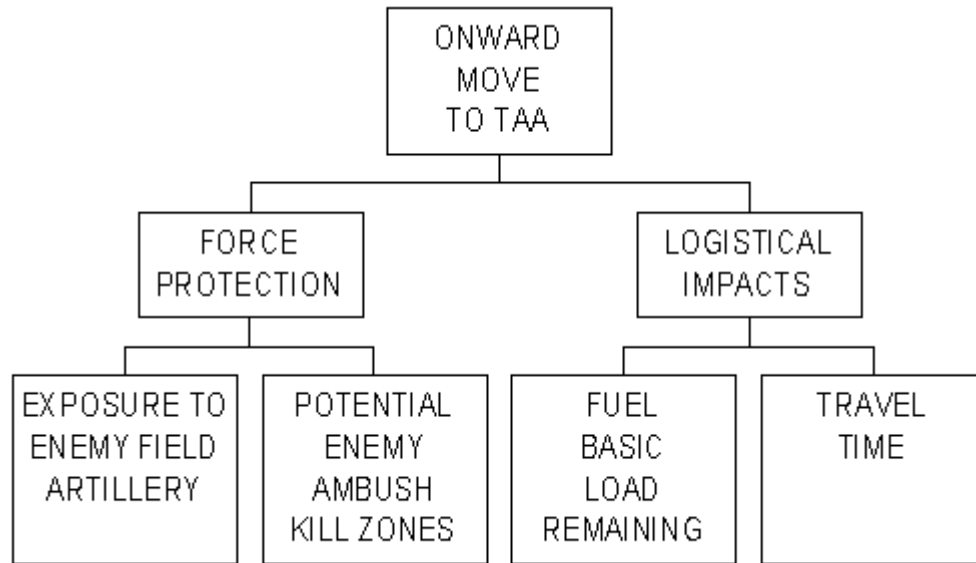 ONWARD
MOVE
TO TAA
FORCE
PROTECTION
LOGISTICAL
IMPACTS
EXPOSURE TO
ENEMY FIELD
ARTILLERY
POTENTIAL
ENEMY
AMBUSH
KILL ZONES
FUEL
BASIC
LOAD
REMAINING
TRAVEL
TIME